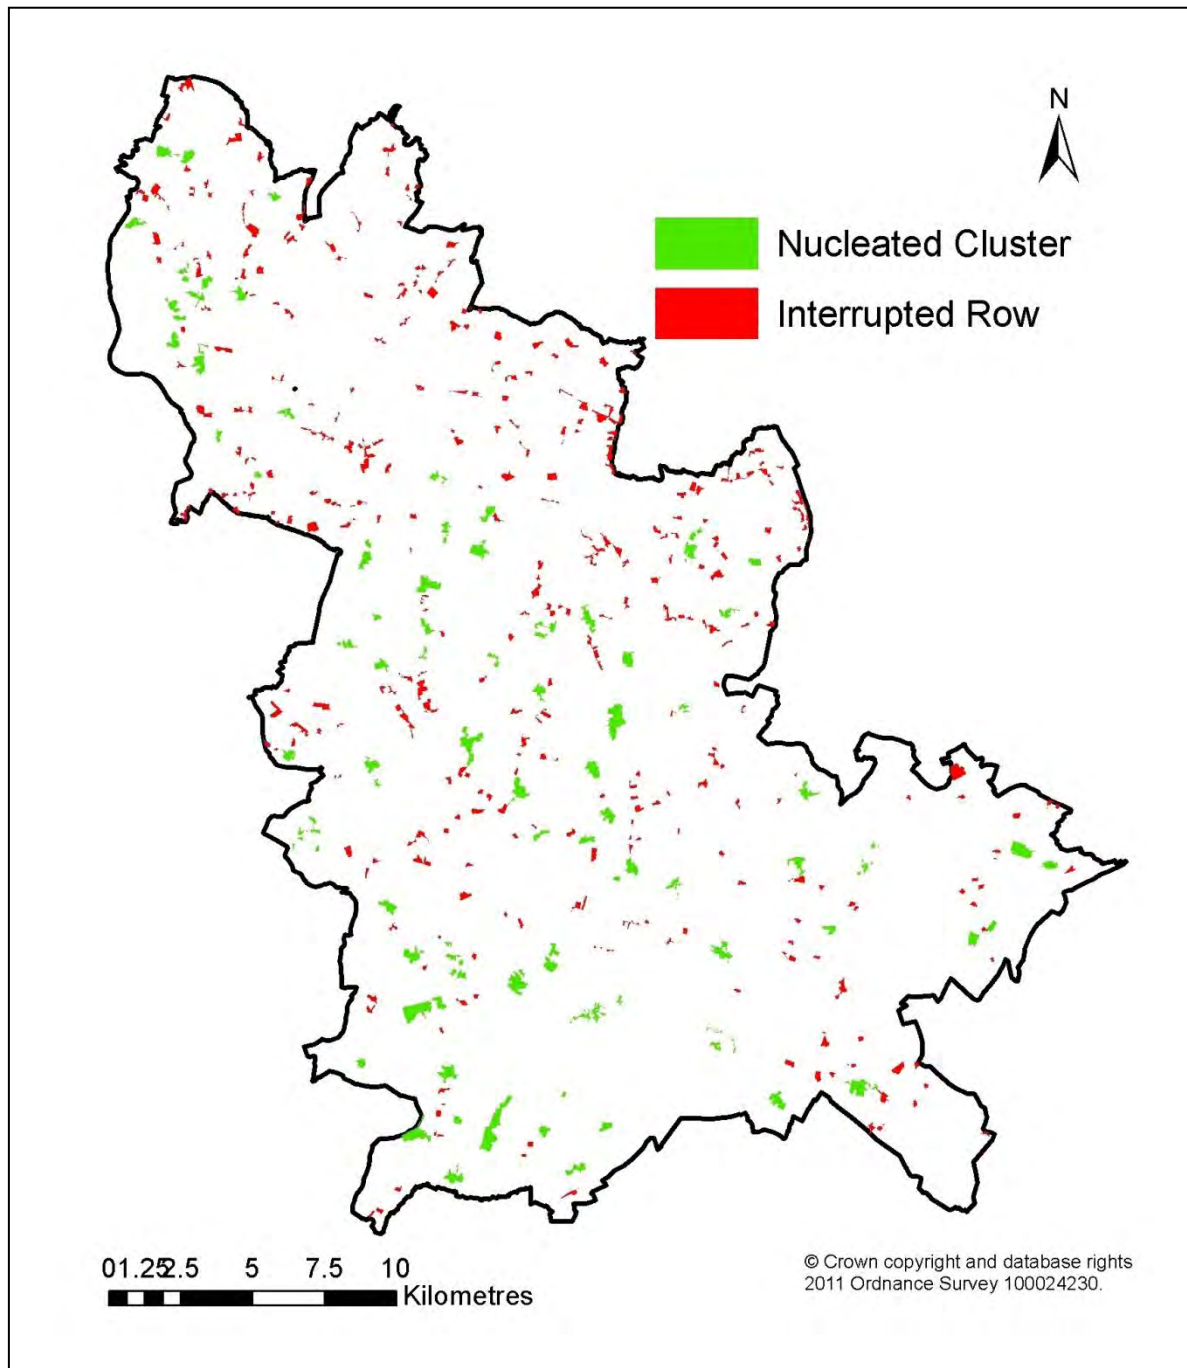 N
Nucleated Cluster
Interrupted Row
01.252.5 5 7.5 10
Kilometres
© Crown copyright and database rights
2011 Ordnance Survey 100024230.